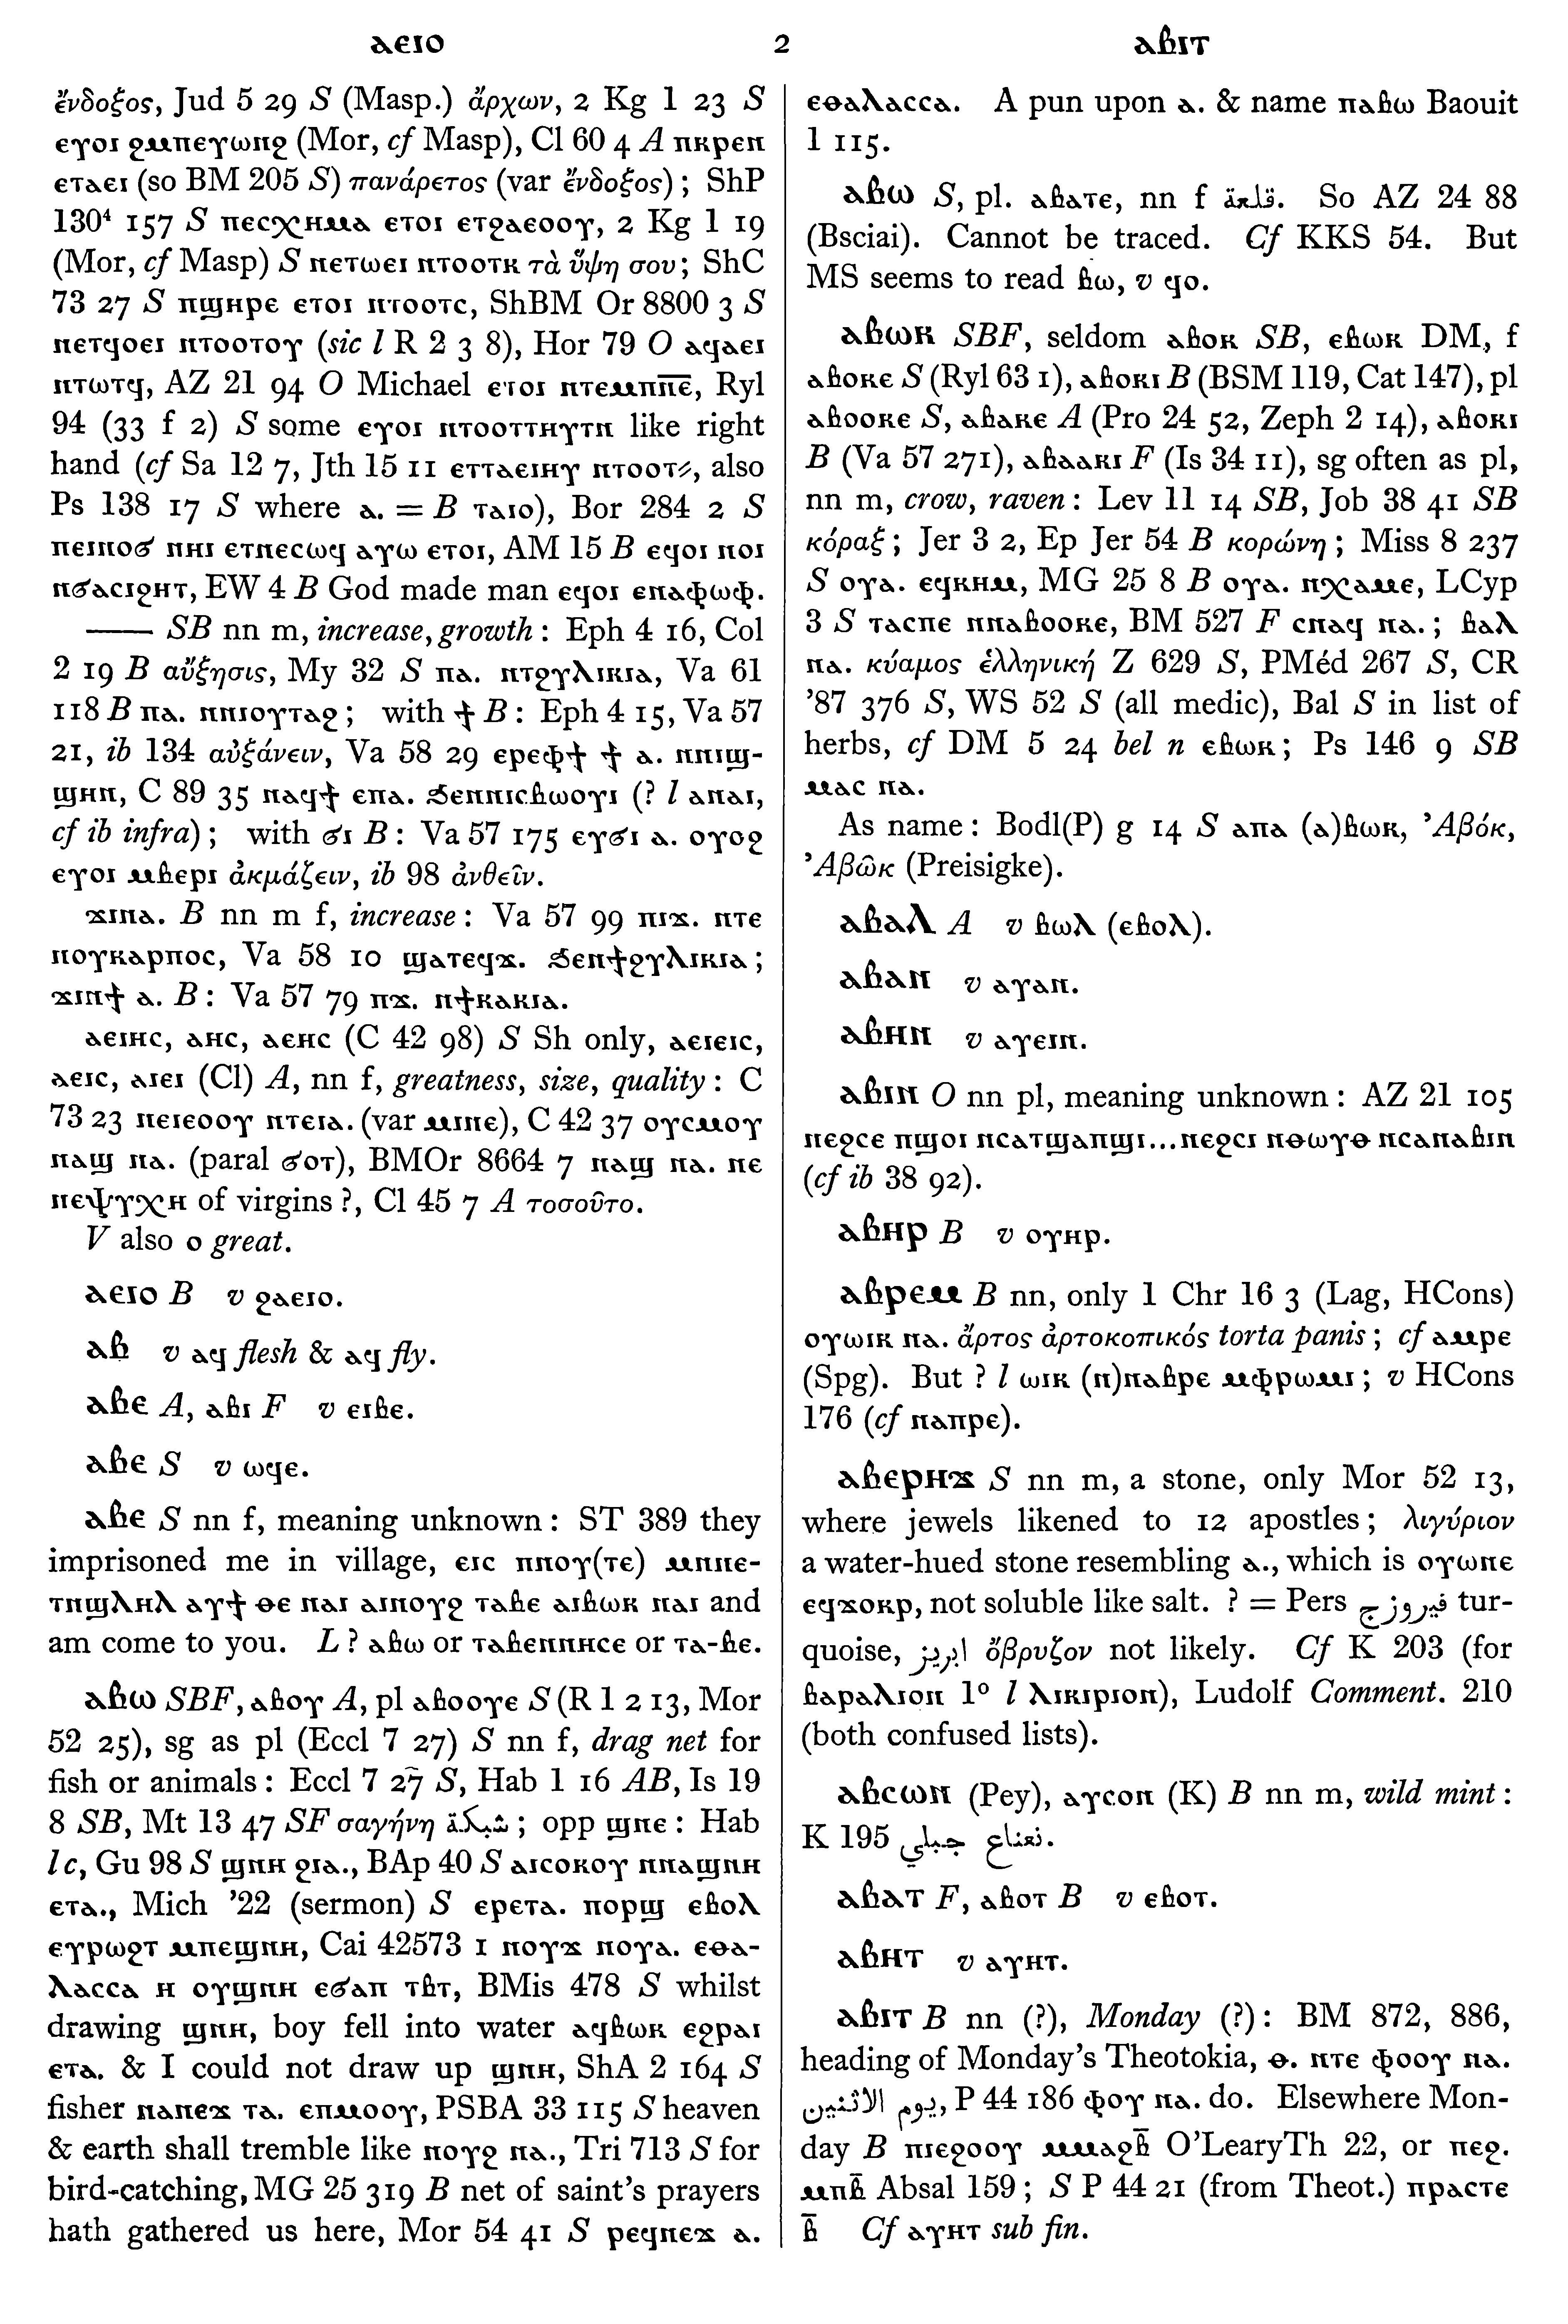 ⲁⲉⲓⲟ 2 ⲁⲃⲓⲧ
ἔνδοξος, Jud 5 29 S (Masp.) ἄρχων, 2 Kg 1 23 S
ⲉⲩⲟⲓ ϩⲙⲡⲉⲩⲱⲛϩ (Mor, cf Masp), Cl 60 4 A ⲡⲕⲣⲉⲛ
ⲉⲧⲁⲉⲓ (so BM 205 S) πανάρετος (var ἔνδοξος); ShP
130⁴ 157 S ⲡⲉⲥⲭⲏⲙⲁ ⲉⲧⲟⲓ ⲉⲧϩⲁⲉⲟⲟⲩ, 2 Kg 1 19
(Mor, cf Masp) S ⲡⲉⲧⲱⲉⲓ ⲛⲧⲟⲟⲧⲕ τὰ ὕψη σου; ShC
73 27 S ⲡϣⲏⲣⲉ ⲉⲧⲟⲓ ⲛⲧⲟⲟⲧⲥ, ShBM Or 8800 3 S
ⲡⲉⲧϥⲟⲉⲓ ⲛⲧⲟⲟⲧⲟⲩ (sic l R 2 3 8), Hor 79 O ⲁϥⲁⲉⲓ
ⲛⲧⲱⲧϥ, AZ 21 94 O Michael ⲉⲧⲟⲓ ⲛⲧⲉⲙⲡⲡ̅ⲉ̅, Ryl
94 (33 f 2) S some ⲉⲩⲟⲓ ⲛⲧⲟⲟⲧⲧⲏⲩⲧⲛ like right
hand (cf Sa 12 7, Jth 15 11 ⲉⲧⲧⲁⲉⲓⲏⲩ ⲛⲧⲟⲟⲧ⸗, also
Ps 138 17 S where ⲁ. = B ⲧⲁⲓⲟ), Bor 284 2 S
ⲡⲉⲓⲛⲟϭ ⲛⲏⲓ ⲉⲧⲛⲉⲥⲱϥ ⲁⲩⲱ ⲉⲧⲟⲓ, AM 15 B ⲉϥⲟⲓ ⲛⲟⲓ
ⲛϭⲁⲥⲓϩⲏⲧ, EW 4 B God made man ⲉϥⲟⲓ ⲉⲛⲁⲫⲱϥ.
—— SB nn m, increase, growth: Eph 4 16, Col
2 19 B αὔξησις, My 32 S ⲡⲁ. ⲛⲧϩⲩⲗⲓⲕⲓⲁ, Va 61
118 B ⲡⲁ. ⲛⲛⲓⲟⲩⲧⲁϩ; with ϯ B: Eph 4 15, Va 57
21, ib 134 αὐξάνειν, Va 58 29 ⲉⲣⲉⲫϯ ϯ ⲁ. ⲛⲛⲓϣ-
ϣⲏⲛ, C 89 35 ⲛⲁϥϯ ⲉⲡⲁ. ϧⲉⲛⲛⲓⲥⲃⲱⲟⲩⲓ (? l ⲁⲡⲁⲓ,
cf ib infra); with ϭⲓ B: Va 57 175 ⲉⲩϭⲓ ⲁ. ⲟⲩⲟϩ
ⲉⲩⲟⲓ ⲙⲃⲉⲣⲓ ἀκμάζειν, ib 98 ἀνθεῖν.
ϫⲓⲛⲁ. B nn m f, increase: Va 57 99 ⲡⲓϫ. ⲛⲧⲉ
ⲡⲟⲩⲕⲁⲣⲡⲟⲥ, Va 58 10 ϣⲁⲧⲉϥϫ. ϧⲉⲛϯϩⲩⲗⲓⲕⲓⲁ;
ϫⲓⲛϯ ⲁ. B: Va 57 79 ⲡϫ. ⲛϯⲕⲁⲕⲓⲁ.
ⲁⲉⲓⲏⲥ, ⲁⲏⲥ, ⲁⲉⲏⲥ (C 42 98) S Sh only, ⲁⲉⲓⲉⲓⲥ,
ⲁⲉⲓⲥ, ⲁⲓⲉⲓ (Cl) A, nn f, greatness, size, quality: C
73 23 ⲡⲉⲓⲉⲟⲟⲩ ⲛⲧⲉⲓⲁ. (var ⲙⲓⲛⲉ), C 42 37 ⲟⲩⲥⲙⲟⲩ
ⲛⲁϣ ⲛⲁ. (paral ϭⲟⲧ), BMOr 8664 7 ⲛⲁϣ ⲛⲁ. ⲛⲉ
ⲛⲉⲯⲩⲭⲏ of virgins ?, Cl 45 7 A τοσοῦτο.
V also ⲟ great.
ⲁⲉⲓⲟ B v ϩⲁⲉⲓⲟ.
ⲁⲃ v ⲁϥ flesh & ⲁϥ fly.
ⲁⲃⲉ A, ⲁⲃⲓ F v ⲉⲓⲃⲉ.
ⲁⲃⲉ S v ⲱϥⲉ.
ⲁⲃⲉ S nn f, meaning unknown: ST 389 they
imprisoned me in village, ⲉⲓⲥ ⲡⲛⲟⲩ(ⲧⲉ) ⲙⲛⲡⲉ-
ⲧⲛϣⲗⲏⲗ ⲁⲩϯ ⲑⲉ ⲛⲁⲓ ⲁⲓⲛⲟⲩϩ ⲧⲁⲃⲉ ⲁⲓⲃⲱⲕ ⲛⲁⲓ and
am come to you. L ? ⲁⲃⲱ or ⲧⲁⲃⲉⲛⲛⲏⲥⲉ or ⲧⲁ-ⲃⲉ.
ⲁⲃⲱ SBF, ⲁⲃⲟⲩ A, pl ⲁⲃⲟⲟⲩⲉ S (R 1 2 13, Mor
52 25), sg as pl (Eccl 7 27) S nn f, drag net for
fish or animals: Eccl 7 27 S, Hab 1 16 AB, Is 19
8 SB, Mt 13 47 SF σαγήνη شبكة; opp ϣⲛⲉ: Hab
l c, Gu 98 S ϣⲛⲏ ϩⲓⲁ., BAp 40 S ⲁⲓⲥⲟⲕⲟⲩ ⲛⲛⲁϣⲛⲏ
ⲉⲧⲁ., Mich ’22 (sermon) S ⲉⲣⲉⲧⲁ. ⲡⲟⲣϣ ⲉⲃⲟⲗ
ⲉⲩⲣⲱϩⲧ ⲙⲡⲉϣⲛⲏ, Cai 42573 1 ⲛⲟⲩϫ ⲛⲟⲩⲁ. ⲉⲑⲁ-
ⲗⲁⲥⲥⲁ ⲏ ⲟⲩϣⲛⲏ ⲉϭⲁⲡ ⲧⲃⲧ, BMis 478 S whilst
drawing ϣⲛⲏ, boy fell into water ⲁϥⲃⲱⲕ ⲉϩⲣⲁⲓ
ⲉⲧⲁ. & I could not draw up ϣⲛⲏ, ShA 2 164 S
fisher ⲛⲁⲛⲉϫ ⲧⲁ. ⲉⲡⲙⲟⲟⲩ, PSBA 33 115 S heaven
& earth shall tremble like ⲛⲟⲩϩ ⲛⲁ., Tri 713 S for
bird-catching, MG 25 319 B net of saint’s prayers
hath gathered us here, Mor 54 41 S ⲣⲉϥⲛⲉϫ ⲁ.
ⲉⲑⲁⲗⲁⲥⲥⲁ. A pun upon ⲁ. & name ⲡⲁⲃⲱ Baouit
1 115.
ⲁⲃⲱ S, pl. ⲁⲃⲁⲧⲉ, nn f قلعة. So AZ 24 88
(Bsciai). Cannot be traced. Cf KKS 54. But
MS seems to read ⲃⲱ, v ϥⲟ.
ⲁⲃⲱⲕ SBF, seldom ⲁⲃⲟⲕ SB, ⲉⲃⲱⲕ DM, f
ⲁⲃⲟⲕⲉ S (Ryl 63 1), ⲁⲃⲟⲕⲓ B (BSM 119, Cat 147), pl
ⲁⲃⲟⲟⲕⲉ S, ⲁⲃⲁⲕⲉ A (Pro 24 52, Zeph 2 14), ⲁⲃⲟⲕⲓ
B (Va 57 271), ⲁⲃⲁⲁⲕⲓ F (Is 34 11), sg often as pl,
nn m, crow, raven: Lev 11 14 SB, Job 38 41 SB
κόραξ; Jer 3 2, Ep Jer 54 B κορώνη; Miss 8 237
S ⲟⲩⲁ. ⲉϥⲕⲏⲙ, MG 25 8 B ⲟⲩⲁ. ⲛⲭⲁⲙⲉ, LCyp
3 S ⲧⲁⲥⲡⲉ ⲛⲛⲁⲃⲟⲟⲕⲉ, BM 527 F ⲥⲛⲁϥ ⲛⲁ.; ⲃⲁⲗ
ⲛⲁ. κύαμος ἑλληνική Z 629 S, PMéd 267 S, CR
’87 376 S, WS 52 S (all medic), Bal S in list of
herbs, cf DM 5 24 bel n ⲉⲃⲱⲕ; Ps 146 9 SB
ⲙⲁⲥ ⲛⲁ.
As name: Bodl(P) g 14 S ⲁⲡⲁ (ⲁ)ⲃⲱⲕ, Ἀβόκ,
Ἀβῶκ (Preisigke).
ⲁⲃⲁⲗ A v ⲃⲱⲗ (ⲉⲃⲟⲗ).
ⲁⲃⲁⲛ v ⲁⲩⲁⲛ.
ⲁⲃⲏⲛ v ⲁⲩⲉⲓⲛ.
ⲁⲃⲓⲛ O nn pl, meaning unknown: AZ 21 105
ⲛⲉϩⲥⲉ ⲡϣⲟⲓ ⲛⲥⲁⲧϣⲁⲛϣⲓ...ⲛⲉϩⲥⲓ ⲡⲑⲱⲩⲑ ⲛⲥⲁⲛⲁⲃⲓⲛ
(cf ib 38 92).
ⲁⲃⲏⲣ B v ⲟⲩⲏⲣ.
ⲁⲃⲣⲉⲙ B nn, only 1 Chr 16 3 (Lag, HCons)
ⲟⲩⲱⲓⲕ ⲛⲁ. ἄρτος ἀρτοκοπικός torta panis; cf ⲁⲙⲣⲉ
(Spg). But ? l ⲱⲓⲕ (ⲛ)ⲛⲁⲃⲣⲉ ⲙⲫⲣⲱⲙⲓ; v HCons
176 (cf ⲛⲁⲡⲣⲉ).
ⲁⲃⲉⲣⲏϫ S nn m, a stone, only Mor 52 13,
where jewels likened to 12 apostles; λιγύριον
a water-hued stone resembling ⲁ., which is ⲟⲩⲱⲛⲉ
ⲉϥϫⲟⲕⲣ, not soluble like salt. ? = Pers فيروزج tur-
quoise, ابريز ὄβρυζον not likely. Cf K 203 (for
ⲃⲁⲣⲁⲗⲓⲟⲛ 1⁰ l ⲗⲓⲕⲓⲣⲓⲟⲛ), Ludolf Comment. 210
(both confused lists).
ⲁⲃⲥⲱⲛ (Pey), ⲁⲩⲥⲟⲛ (K) B nn m, wild mint:
K 195 نعناع جبلي.
ⲁⲃⲁⲧ F, ⲁⲃⲟⲧ B v ⲉⲃⲟⲧ.
ⲁⲃⲏⲧ v ⲁⲩⲏⲧ.
ⲁⲃⲓⲧ B nn (?), Monday (?): BM 872, 886,
heading of Monday’s Theotokia, ⲑ. ⲛⲧⲉ ⲫⲟⲟⲩ ⲛⲁ.
يوم الاثنين, P 44 186 ⲫⲟⲩ ⲛⲁ. do. Elsewhere Mon-
day B ⲡⲓⲉϩⲟⲟⲩ ⲙⲙⲁϩⲃ̅ O’LearyTh 22, or ⲡⲉϩ.
ⲙⲡⲃ̅ Absal 159; S P 44 21 (from Theot.) ⲡⲣⲁⲥⲧⲉ
ⲃ̅ Cf ⲁⲩⲏⲧ sub fin.